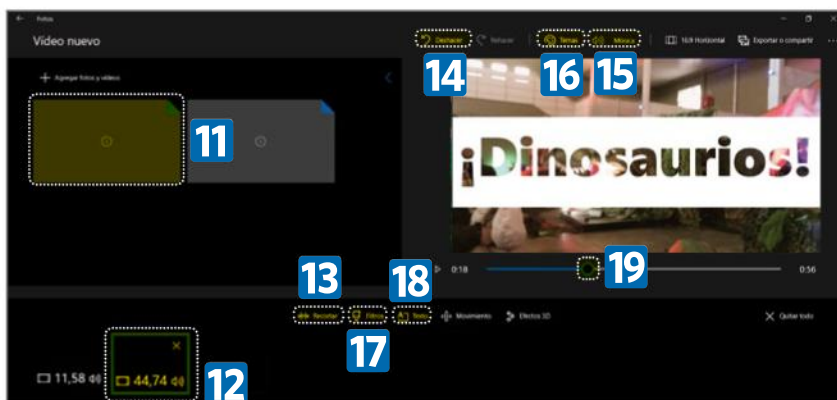 Fotos
Vídeo nuevo
Deshacer Rehacer Temas Música 16:9 Horizontal Exportar o compartir
14 16 15
Agregar fotos y vídeos
11
¡Dinosaurios!
0:18 19 0:56
13 18
Recortar Filtros Texto Movimiento Efectos 3D Quitar todo
17
11,58 44,74 12